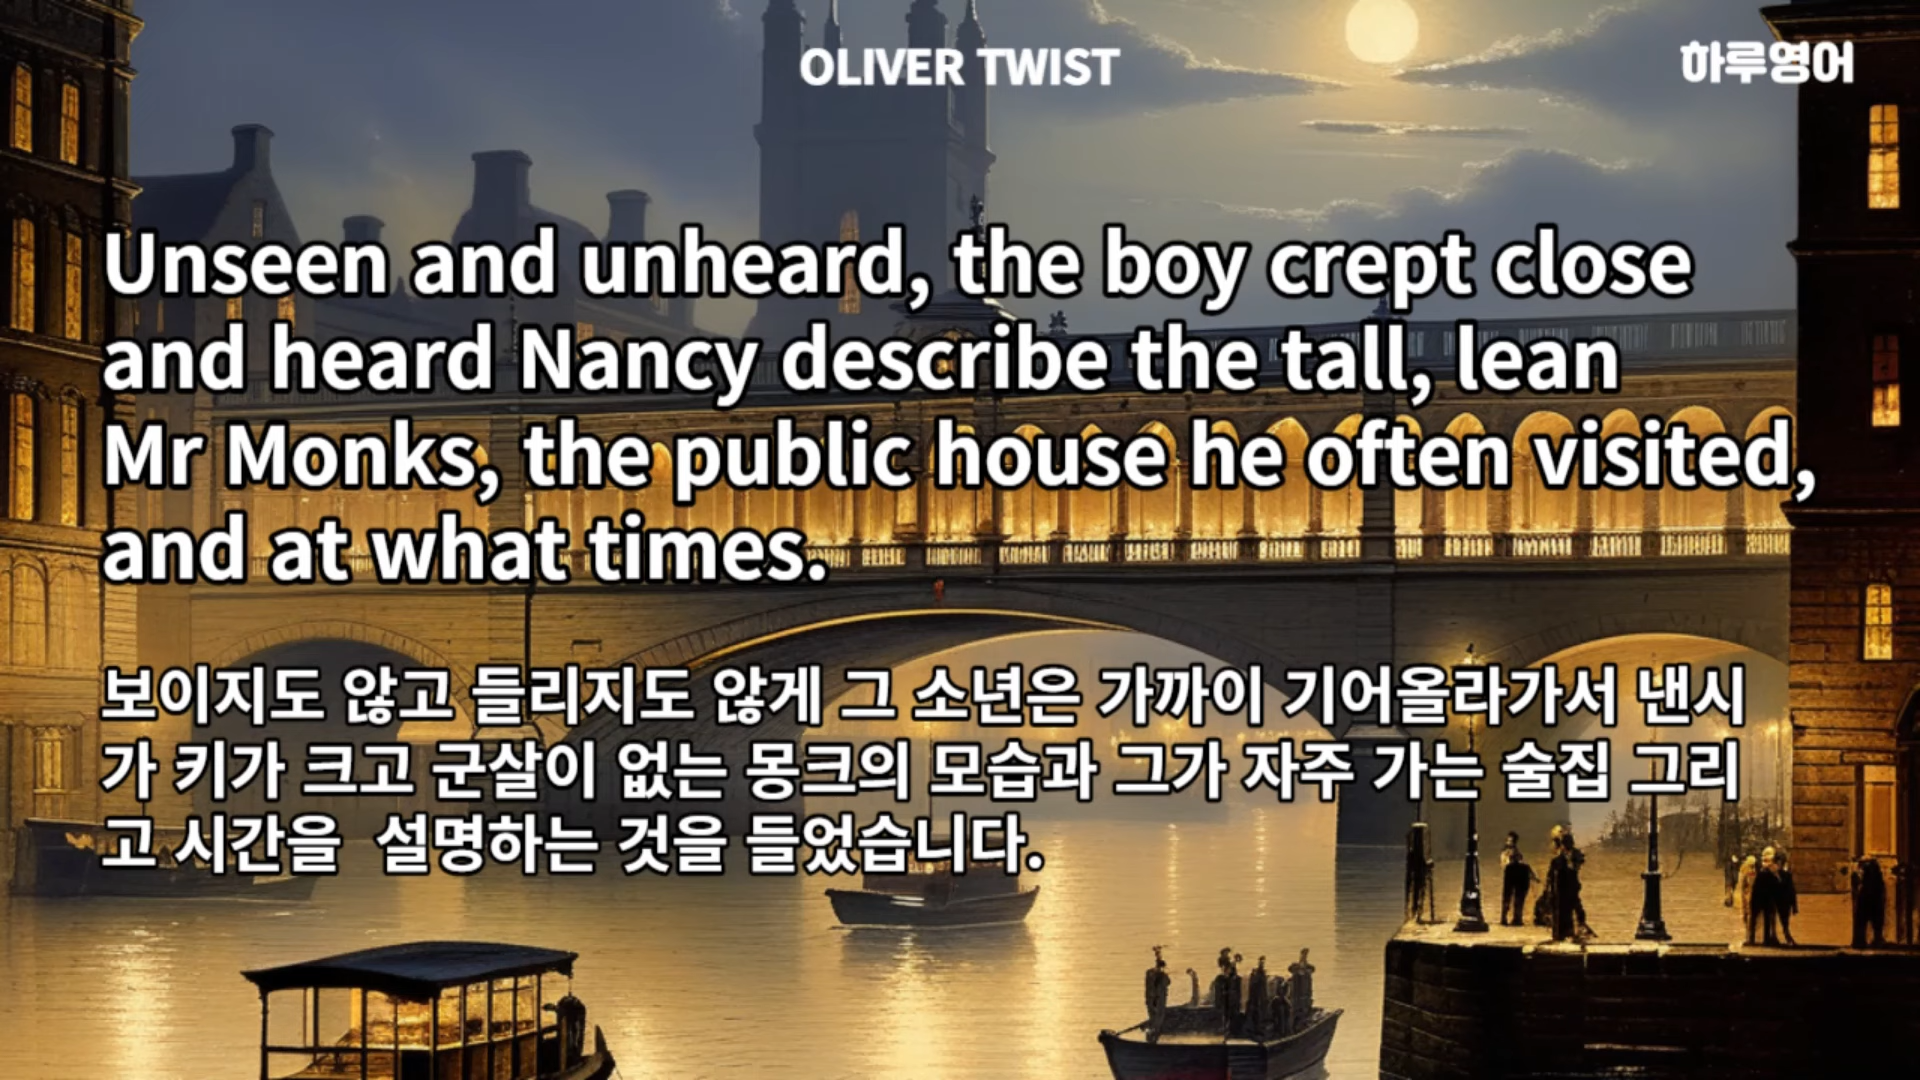 OLIVER TWIST
하루영어
Unseen and unheard, the boy crept close
and heard Nancy describe the tall, lean
Mr Monks, the public house he often visited,
and at what times.
보이지도 않고 들리지도 않게 그 소년은 가까이 기어올라가서 낸시
가 키가 크고 군살이 없는 몽크의 모습과 그가 자주 가는 술집 그리
고 시간을 설명하는 것을 들었습니다.